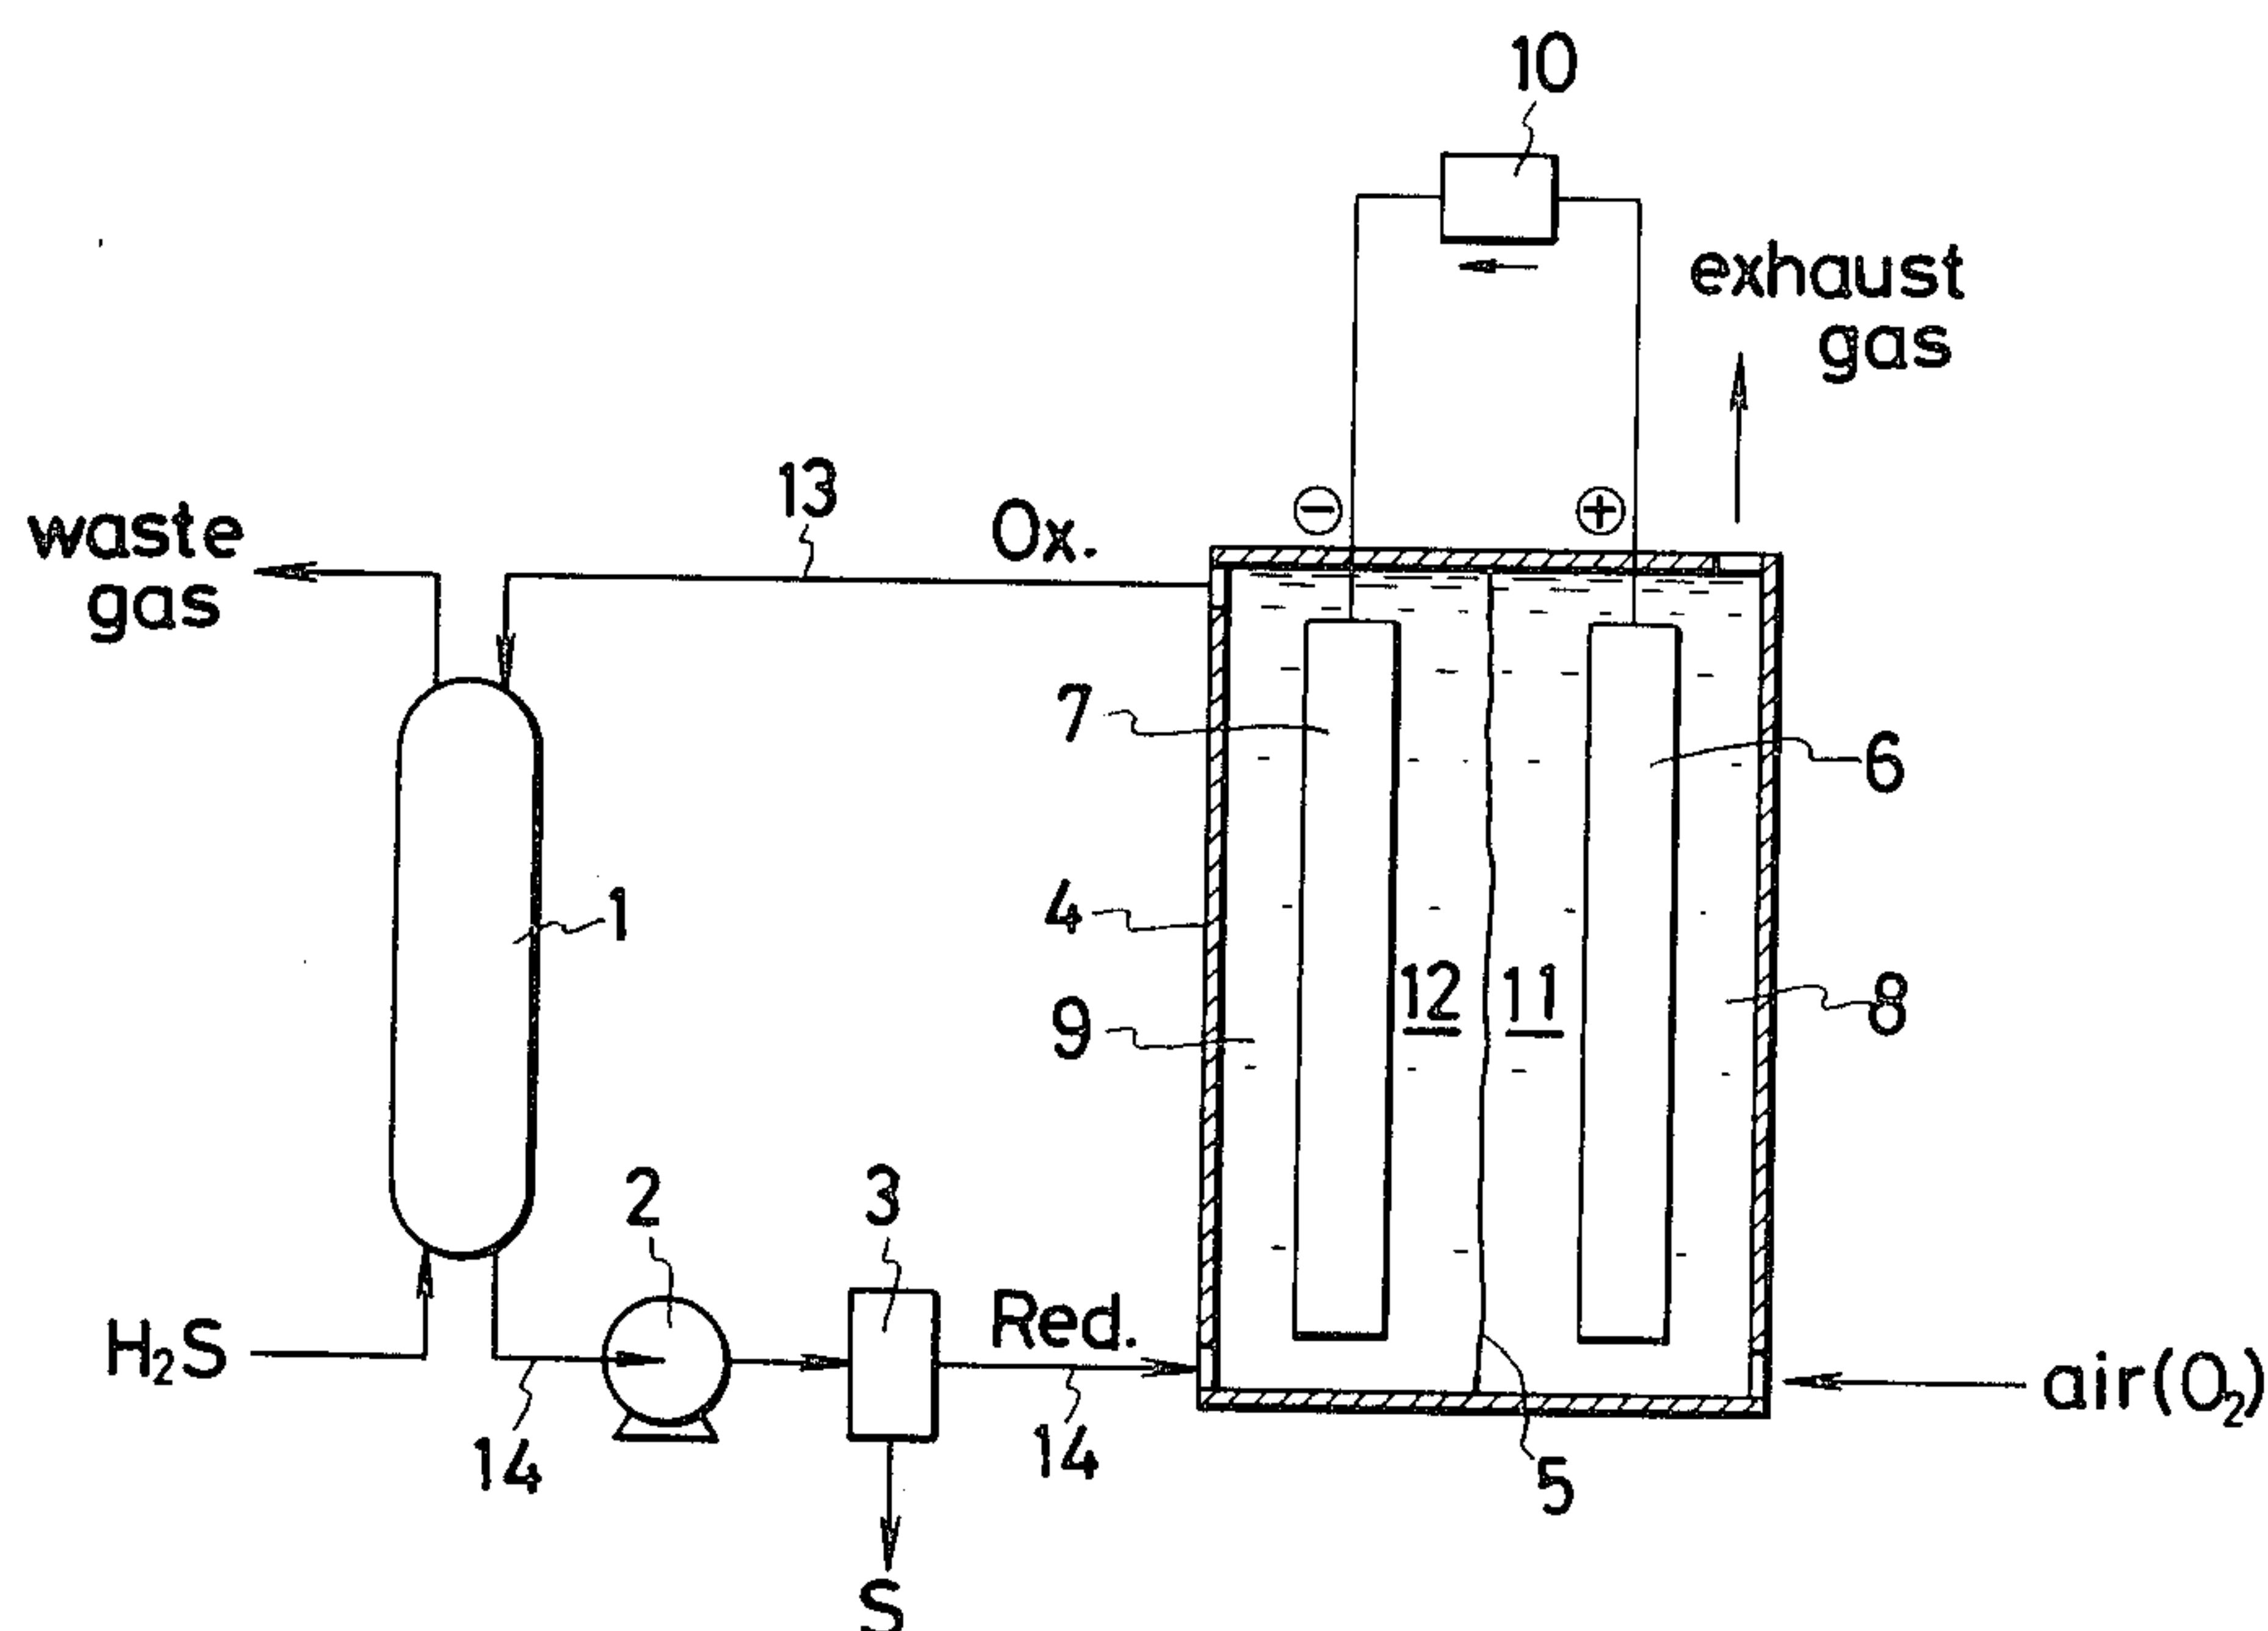 10
exhaust
gas
13
Ox.
⊖
⊕
waste
gas
7
6
1
4
12
11
9
8
2
3
H₂S
Red.
air(O₂)
14
14
5
S